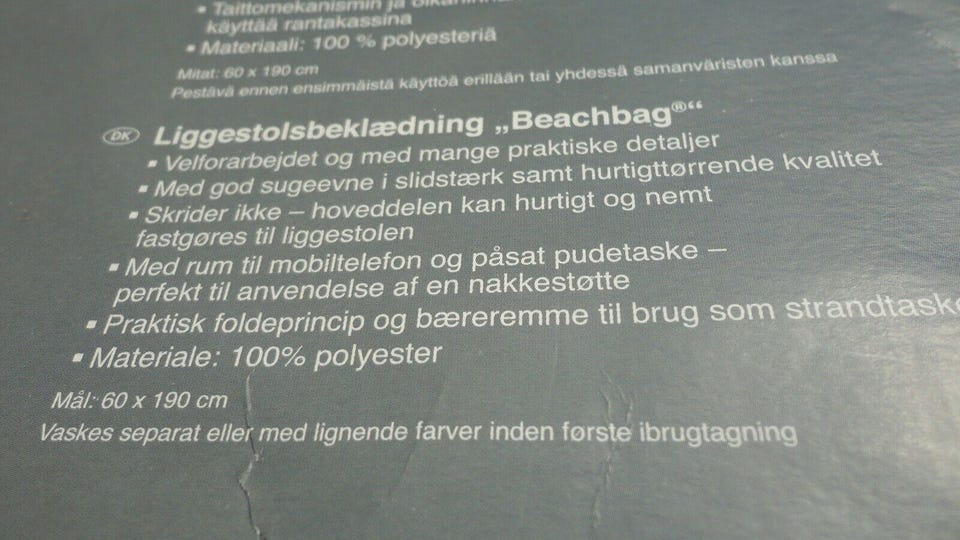 ▪ Taittomekanismin ja
käyttää rantakassina
▪ Materiaali: 100 % polyesteriä
Mitat: 60 x 190 cm
Pestävä ennen ensimmäistä käyttöä erillään tai yhdessä samanväristen kanssa
DK Liggestolsbeklædning „Beachbag®“
▪ Velforarbejdet og med mange praktiske detaljer
▪ Med god sugeevne i slidstærk samt hurtigttørrende kvalitet
▪ Skrider ikke – hoveddelen kan hurtigt og nemt
fastgøres til liggestolen
▪ Med rum til mobiltelefon og påsat pudetaske –
perfekt til anvendelse af en nakkestøtte
▪ Praktisk foldeprincip og bæreremme til brug som strandtaske
▪ Materiale: 100% polyester
Mål: 60 x 190 cm
Vaskes separat eller med lignende farver inden første ibrugtagning